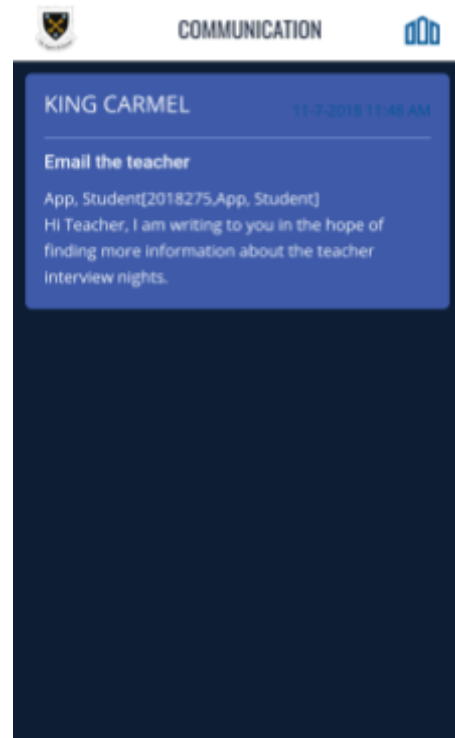 COMMUNICATION
KING CARMEL
11-7-2018 11:48 AM
Email the teacher
App, Student[2018275,App, Student]
Hi Teacher, I am writing to you in the hope of
finding more information about the teacher
interview nights.